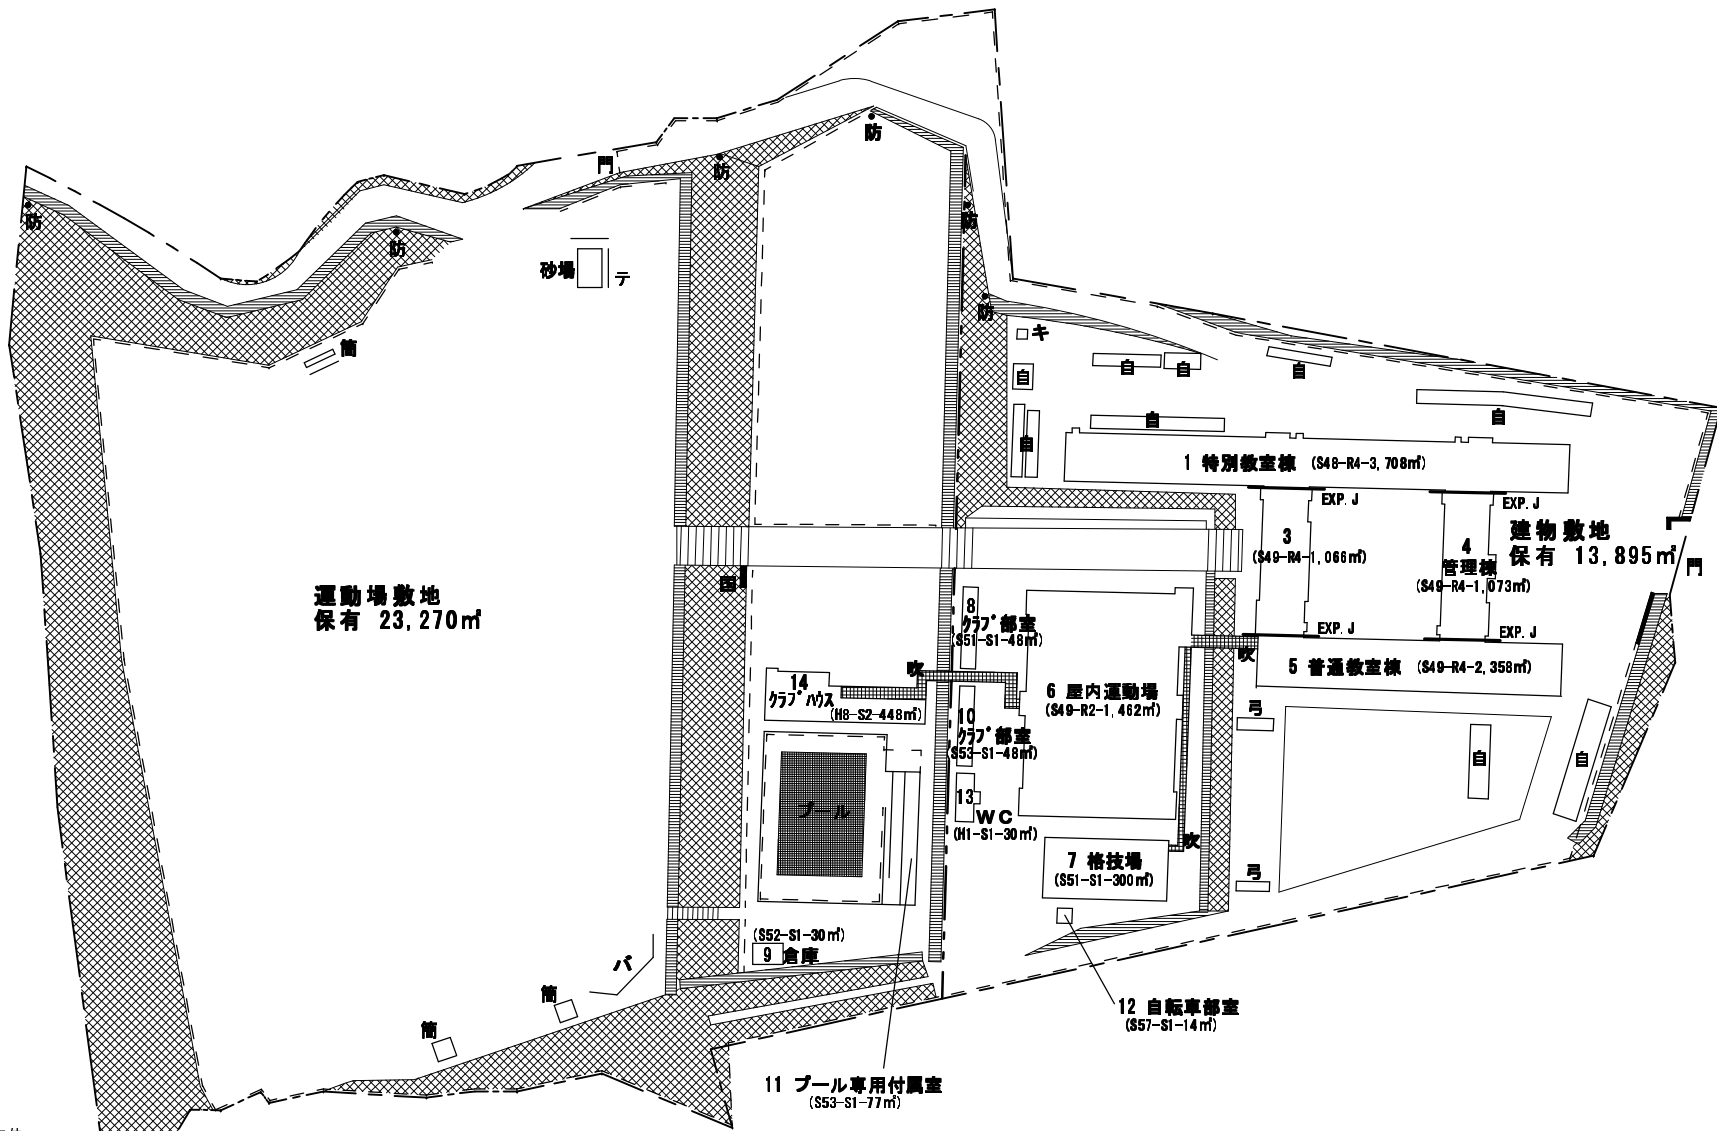 防
門
防
防
防
砂場
テ
防
防
筒
キ
自
自
自
自
自
自
自
1 特別教室棟 (S48-R4-3,708㎡)
EXP.J
EXP.J
3
(S49-R4-1,066㎡)
4
管理棟
(S49-R4-1,073㎡)
建物敷地
保有 13,895㎡
門
運動場敷地
保有 23,270㎡
国
8
クラブ部室
(S51-S1-48㎡)
EXP.J
EXP.J
吹
吹
5 普通教室棟 (S49-R4-2,358㎡)
14
クラブハウス
(H8-S2-448㎡)
6 屋内運動場
(S49-R2-1,462㎡)
10
クラブ部室
(S53-S1-48㎡)
弓
自
自
プール
13
WC
(H1-S1-30㎡)
吹
7 格技場
(S51-S1-300㎡)
弓
(S52-S1-30㎡)
9 倉庫
バ
筒
筒
12 自転車部室
(S57-S1-14㎡)
11 プール専用付属室
(S53-S1-77㎡)